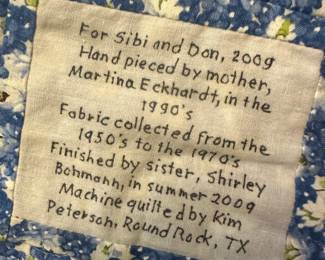 For Sibi and Don, 2009
Hand pieced by mother,
Martina Eckhardt, in the
1990's
Fabric collected from the
1950's to the 1970's
Finished by sister, Shirley
Bohmann, in summer 2009
Machine quilted by Kim
Peterson, Round Rock, TX